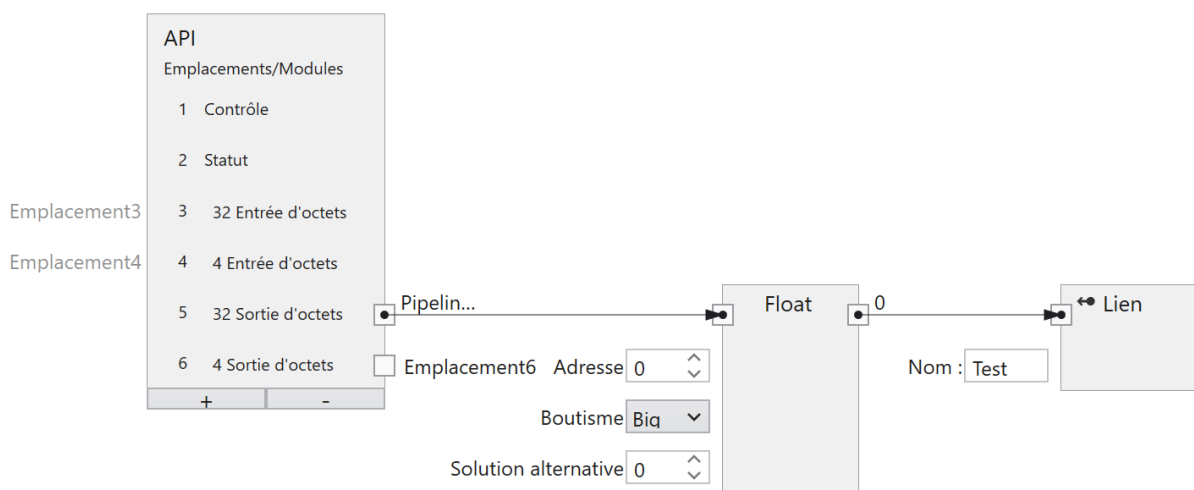 API
Emplacements/Modules
1 Contrôle
2 Statut
Emplacement3 3 32 Entrée d'octets
Emplacement4 4 4 Entrée d'octets
5 32 Sortie d'octets Pipelin... Float 0 Lien
6 4 Sortie d'octets Emplacement6 Adresse 0 Nom : Test
+ -
Boutisme Big
Solution alternative 0